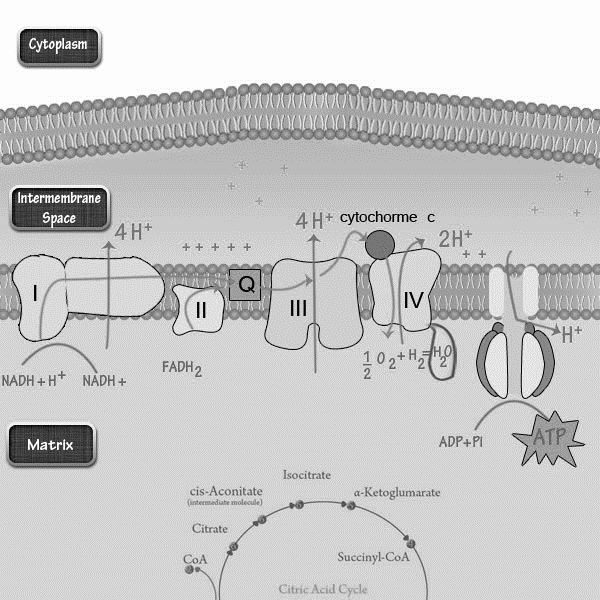 Cytoplasm
Intermembrane
Space
4H+
+ + + + +
4H+
cytochorme c
2H+
+ +
I
II
Q
III
IV
NADH+H+
NADH+
FADH2
1/2 O2+H2=H2O
H+
ADP+PI
ATP
Matrix
Isocitrate
cis-Aconitate
(intermediate molecule)
α-Ketoglumarate
Citrate
Succinyl-CoA
CoA
Citric Acid Cycle